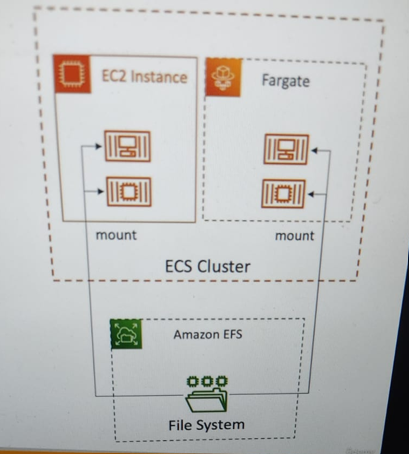 EC2 Instance
Fargate
mount
mount
ECS Cluster
Amazon EFS
File System